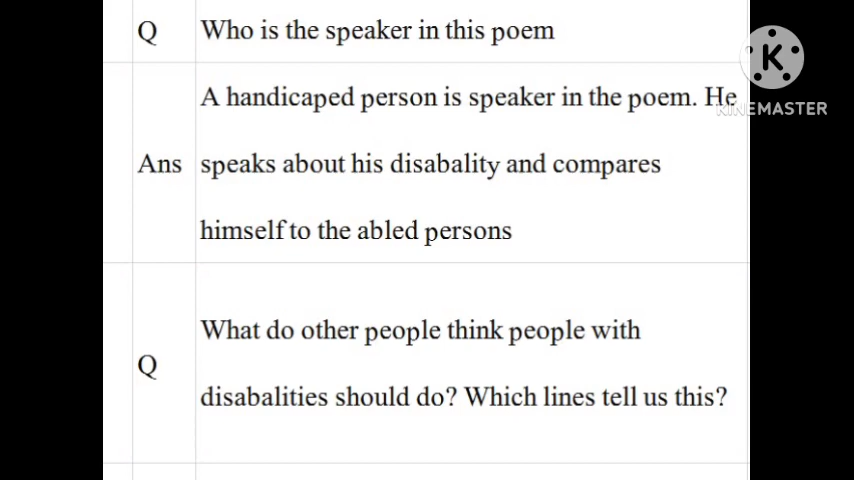 Q Who is the speaker in this poem
A handicaped person is speaker in the poem. He
Ans speaks about his disabality and compares
himself to the abled persons
What do other people think people with
Q
disabalities should do? Which lines tell us this?
K
KINEMASTER